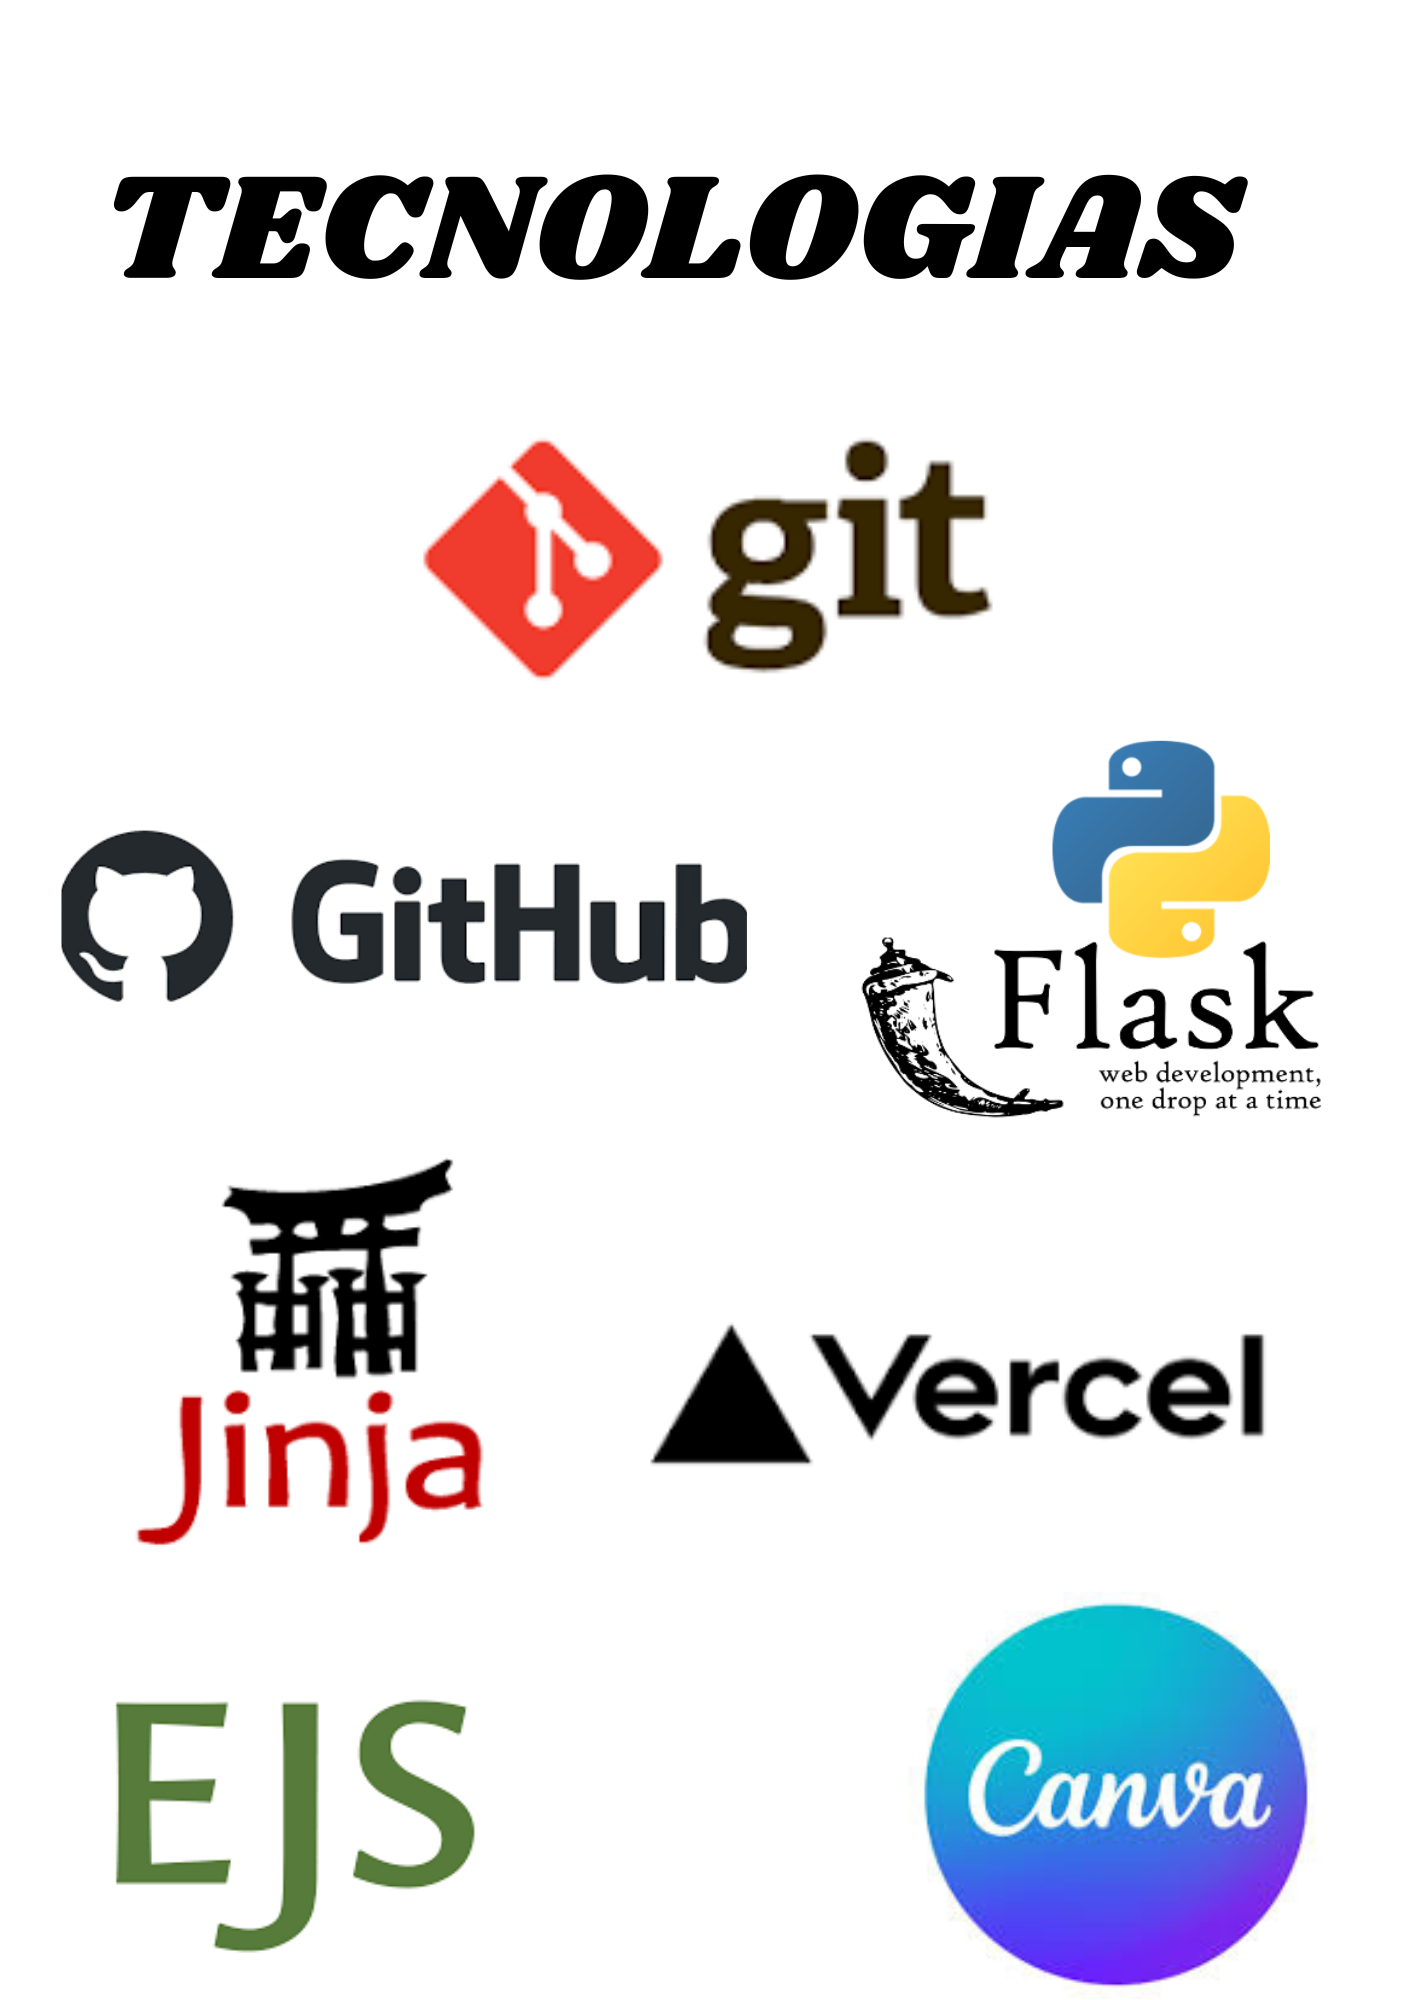 TECNOLOGIAS
git
GitHub
Flask
web development,
one drop at a time
Jinja
Vercel
EJS
Canva